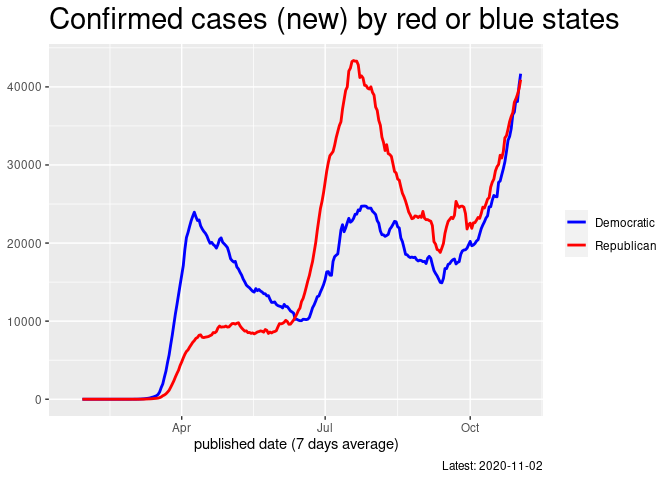 Confirmed cases (new) by red or blue states
40000
30000
20000
10000
0
Apr
Jul
Oct
published date (7 days average)
Democratic
Republican
Latest: 2020-11-02